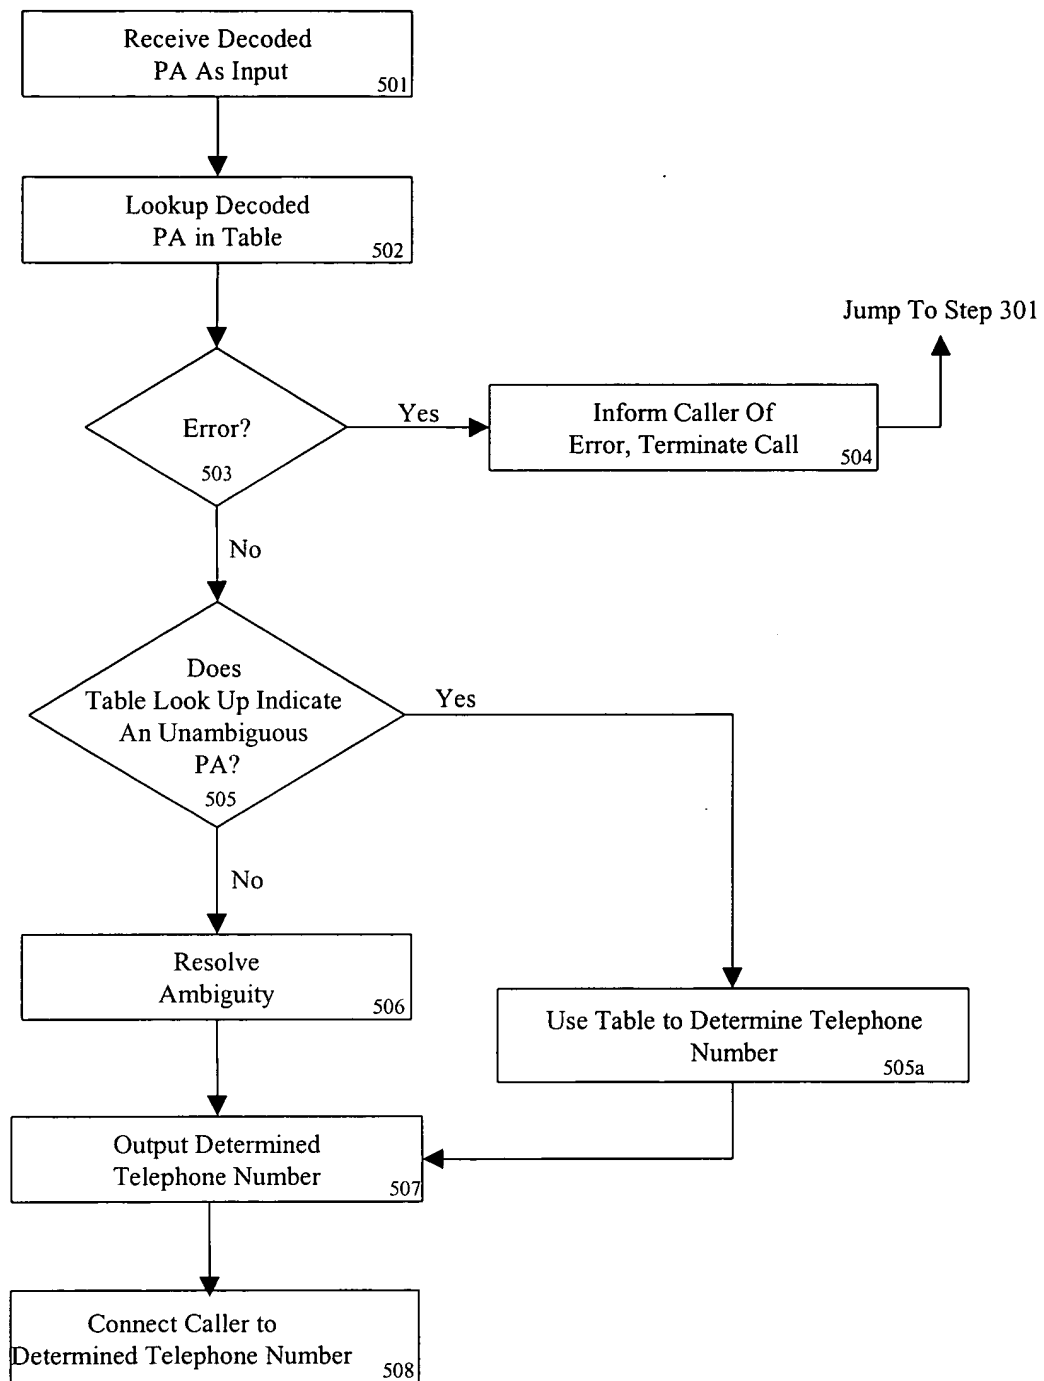 Receive Decoded
PA As Input
501
Lookup Decoded
PA in Table
502
Jump To Step 301
Error?
503
Yes
Inform Caller Of
Error, Terminate Call
504
No
Does
Table Look Up Indicate
An Unambiguous
PA?
505
Yes
No
Resolve
Ambiguity
506
Use Table to Determine Telephone
Number
505a
Output Determined
Telephone Number
507
Connect Caller to
Determined Telephone Number
508